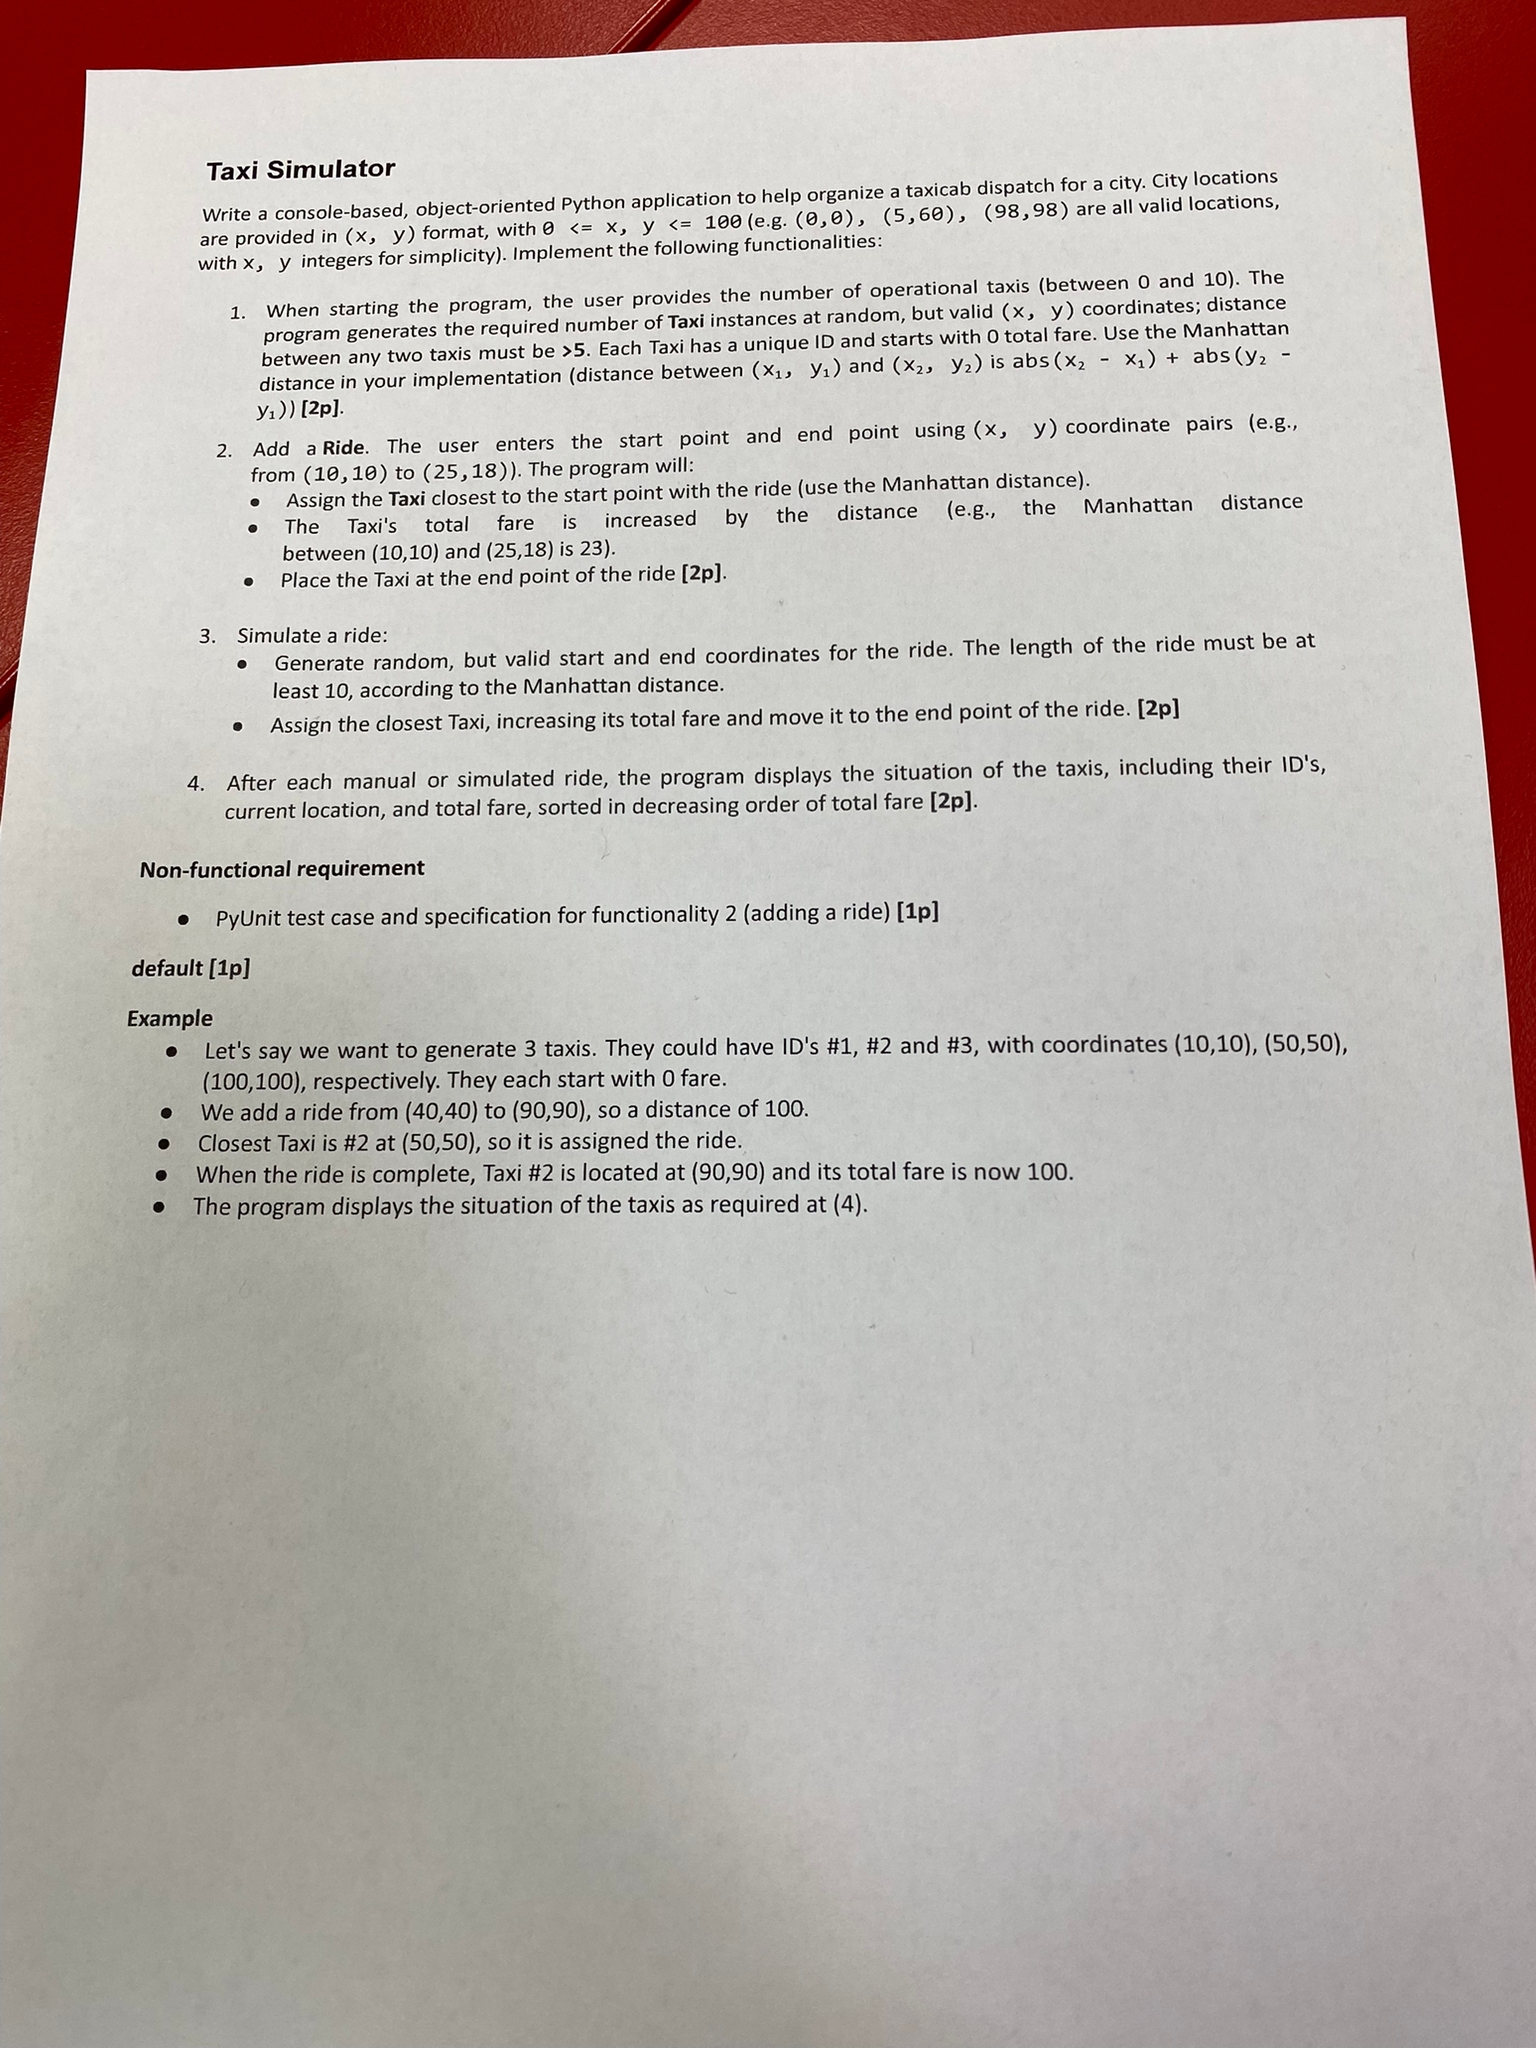 Taxi Simulator
Write a console-based, object-oriented Python application to help organize a taxicab dispatch for a city. City locations
are provided in (x, y) format, with 0 <= x, y <= 100 (e.g. (0,0), (5,60), (98,98) are all valid locations,
with x, y integers for simplicity). Implement the following functionalities:
1. When starting the program, the user provides the number of operational taxis (between 0 and 10). The
program generates the required number of Taxi instances at random, but valid (x, y) coordinates; distance
between any two taxis must be >5. Each Taxi has a unique ID and starts with 0 total fare. Use the Manhattan
distance in your implementation (distance between (x₁, y₁) and (x₂, y₂) is abs(x₂ - x₁) + abs(y₂ -
y₁)) [2p].
2. Add a Ride. The user enters the start point and end point using (x, y) coordinate pairs (e.g.,
from (10,10) to (25,18)). The program will:
• Assign the Taxi closest to the start point with the ride (use the Manhattan distance).
• The Taxi's total fare is increased by the distance (e.g., the Manhattan distance
between (10,10) and (25,18) is 23).
• Place the Taxi at the end point of the ride [2p].
3. Simulate a ride:
• Generate random, but valid start and end coordinates for the ride. The length of the ride must be at
least 10, according to the Manhattan distance.
• Assign the closest Taxi, increasing its total fare and move it to the end point of the ride. [2p]
4. After each manual or simulated ride, the program displays the situation of the taxis, including their ID's,
current location, and total fare, sorted in decreasing order of total fare [2p].
Non-functional requirement
• PyUnit test case and specification for functionality 2 (adding a ride) [1p]
default [1p]
Example
• Let's say we want to generate 3 taxis. They could have ID's #1, #2 and #3, with coordinates (10,10), (50,50),
(100,100), respectively. They each start with 0 fare.
• We add a ride from (40,40) to (90,90), so a distance of 100.
• Closest Taxi is #2 at (50,50), so it is assigned the ride.
• When the ride is complete, Taxi #2 is located at (90,90) and its total fare is now 100.
• The program displays the situation of the taxis as required at (4).